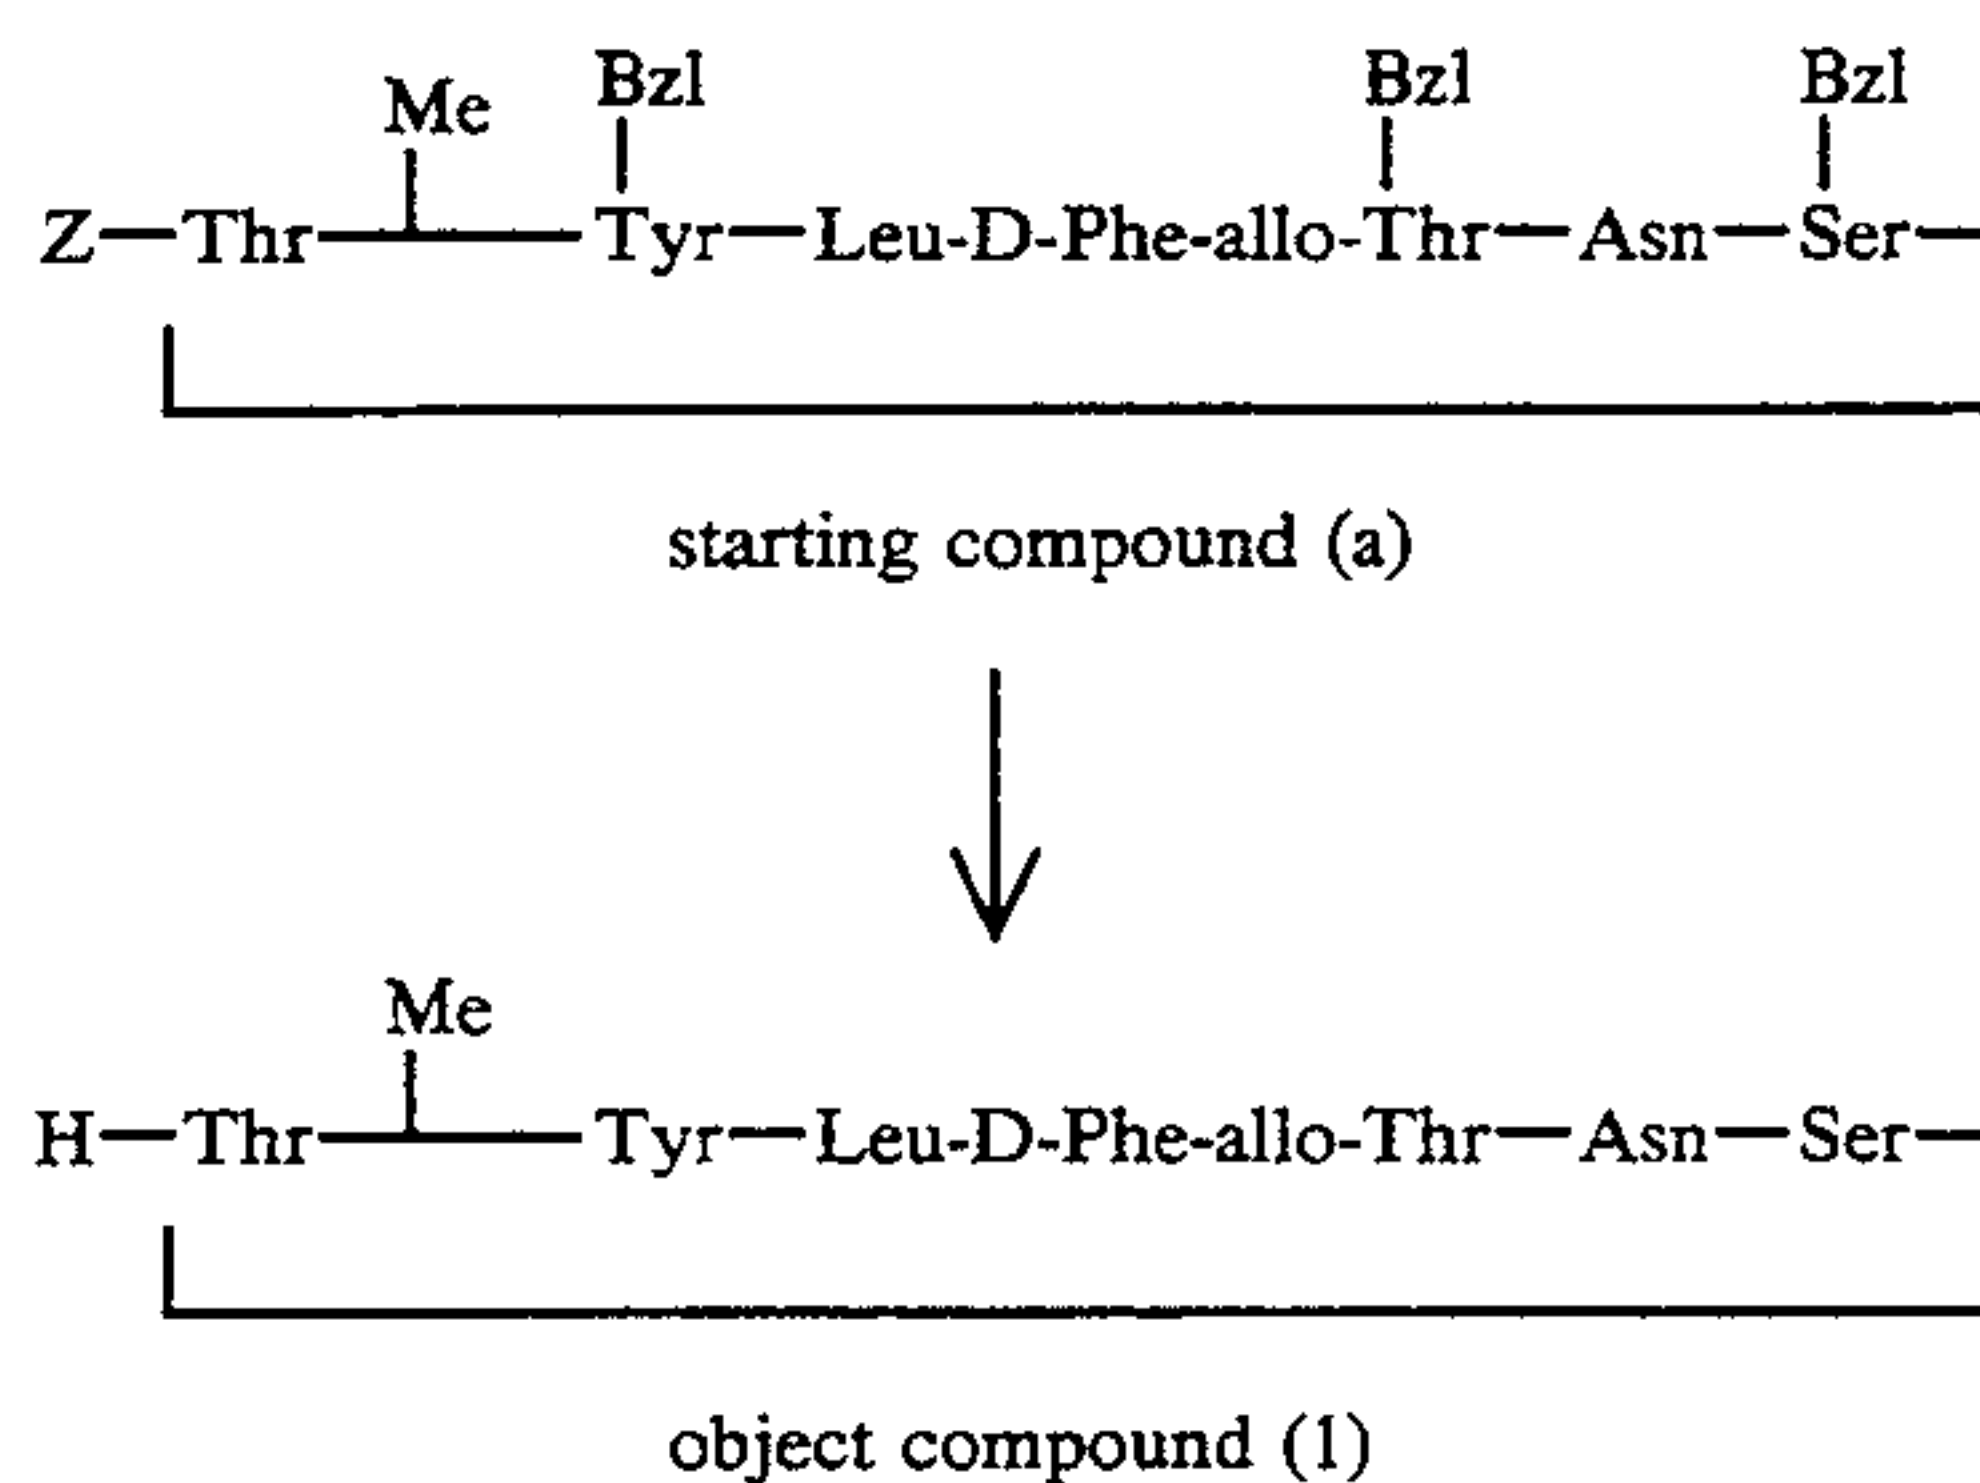 Bzl Bzl Bzl
Me
Z—Thr—Tyr—Leu-D-Phe-allo-Thr—Asn—Ser—
starting compound (a)
Me
H—Thr—Tyr—Leu-D-Phe-allo-Thr—Asn—Ser—
object compound (1)